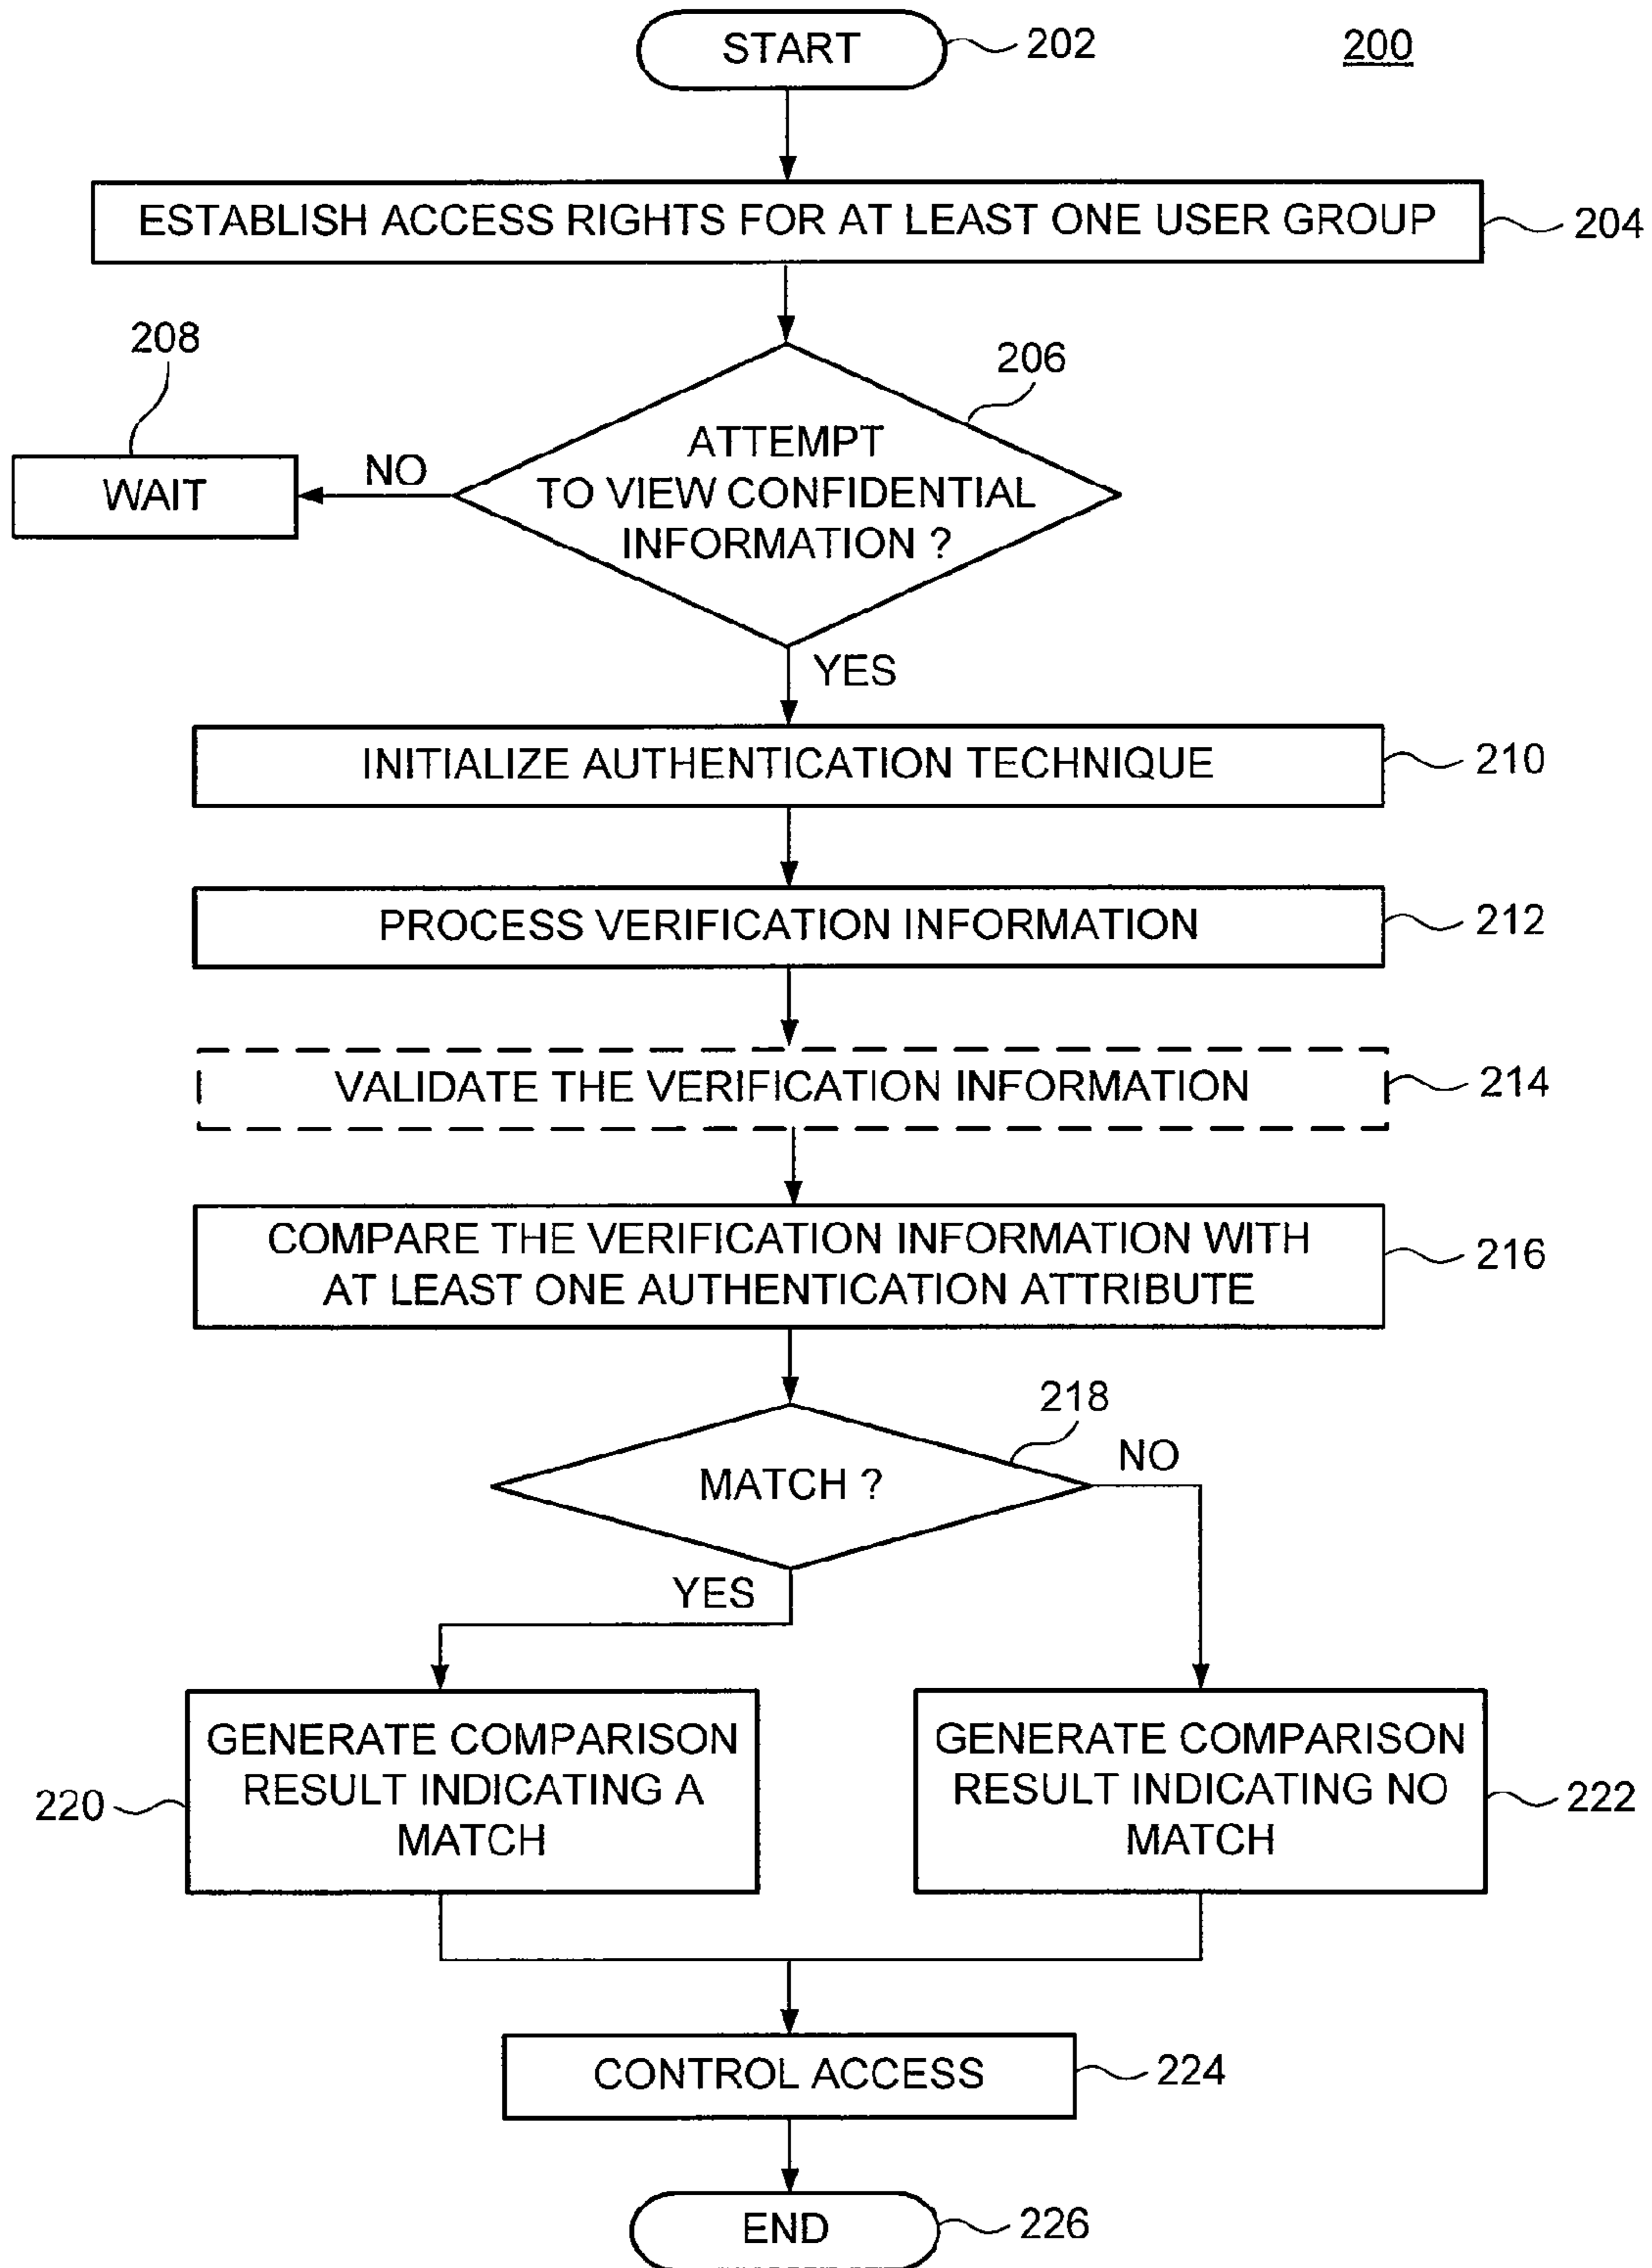 START
202
200
ESTABLISH ACCESS RIGHTS FOR AT LEAST ONE USER GROUP
204
208
206
ATTEMPT
TO VIEW CONFIDENTIAL
INFORMATION ?
NO
WAIT
YES
INITIALIZE AUTHENTICATION TECHNIQUE
210
PROCESS VERIFICATION INFORMATION
212
VALIDATE THE VERIFICATION INFORMATION
214
COMPARE THE VERIFICATION INFORMATION WITH
AT LEAST ONE AUTHENTICATION ATTRIBUTE
216
218
MATCH ?
NO
YES
GENERATE COMPARISON
RESULT INDICATING A
MATCH
220
GENERATE COMPARISON
RESULT INDICATING NO
MATCH
222
CONTROL ACCESS
224
END
226